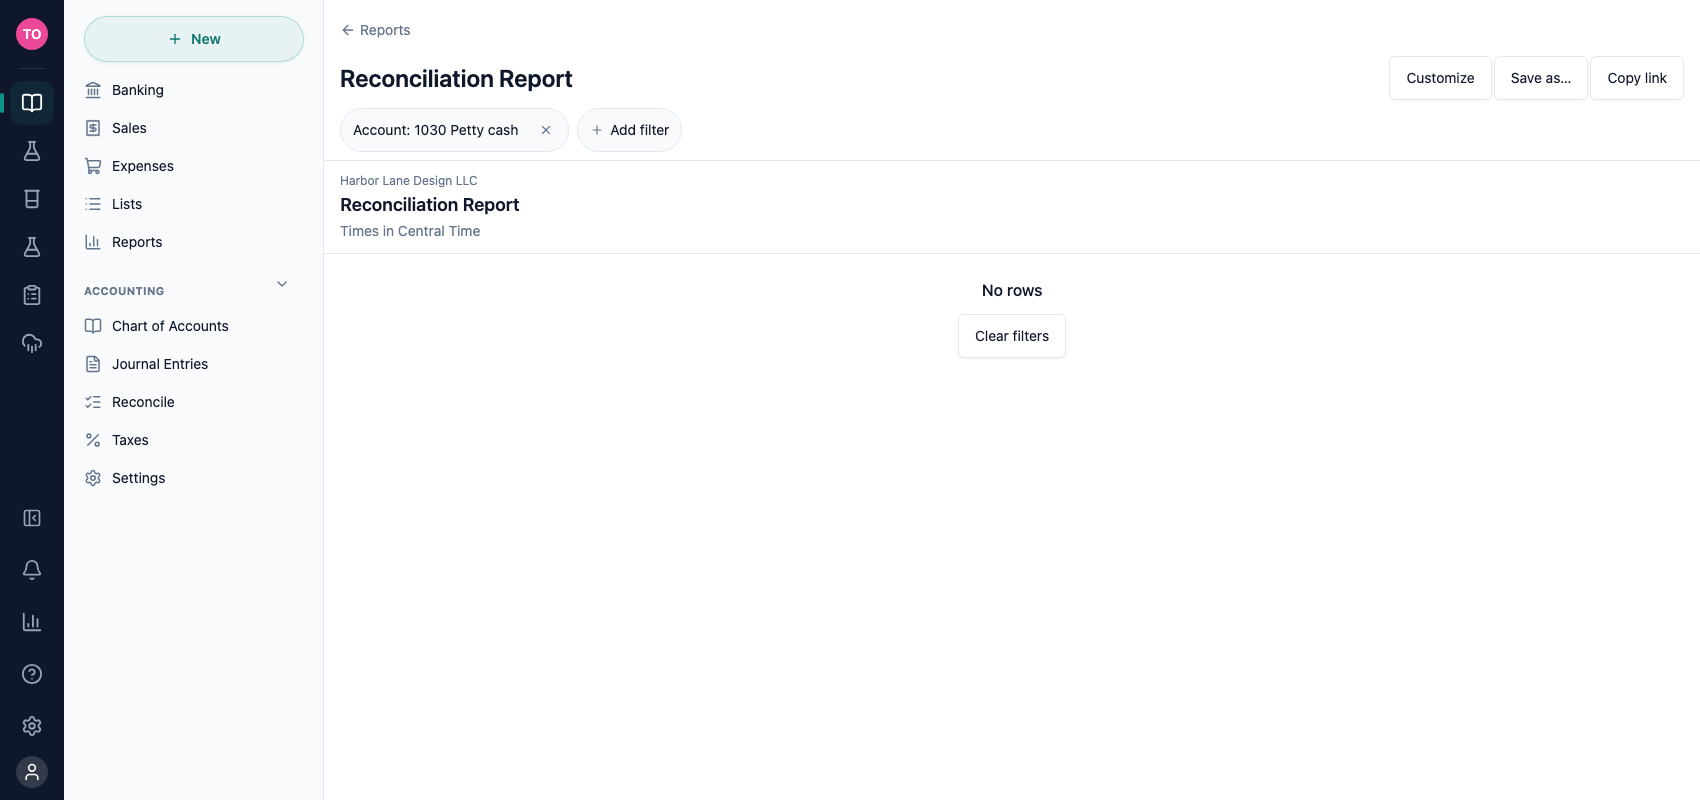 TO
New
Banking
Sales
Expenses
Lists
Reports
ACCOUNTING
Chart of Accounts
Journal Entries
Reconcile
Taxes
Settings
Reports
Reconciliation Report
Customize
Save as...
Copy link
Account: 1030 Petty cash
Add filter
Harbor Lane Design LLC
Reconciliation Report
Times in Central Time
No rows
Clear filters